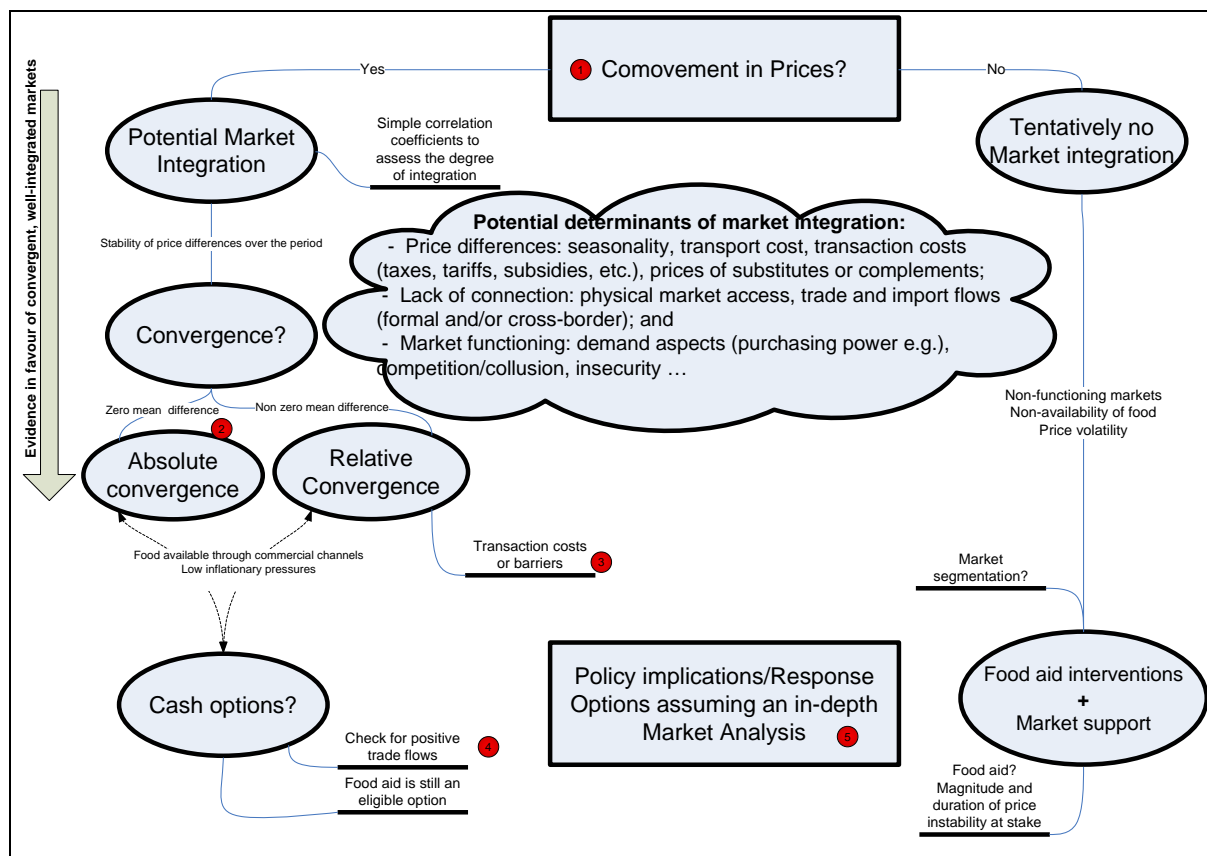 Evidence in favour of convergent, well-integrated markets
1 Comovement in Prices?
Yes
No
Potential Market
Integration
Simple correlation
coefficients to
assess the degree
of integration
Tentatively no
Market integration
Potential determinants of market integration:
- Price differences: seasonality, transport cost, transaction costs
(taxes, tariffs, subsidies, etc.), prices of substitutes or complements;
- Lack of connection: physical market access, trade and import flows
(formal and/or cross-border); and
- Market functioning: demand aspects (purchasing power e.g.),
competition/collusion, insecurity …
Stability of price differences over the period
Convergence?
Zero mean difference
Non zero mean difference
2
Absolute
convergence
Relative
Convergence
Non-functioning markets
Non-availability of food
Price volatility
Food available through commercial channels
Low inflationary pressures
Transaction costs
or barriers
3
Market
segmentation?
Cash options?
Check for positive
trade flows
4
Food aid is still an
eligible option
Policy implications/Response
Options assuming an in-depth
Market Analysis
5
Food aid interventions
+
Market support
Food aid?
Magnitude and
duration of price
instability at stake